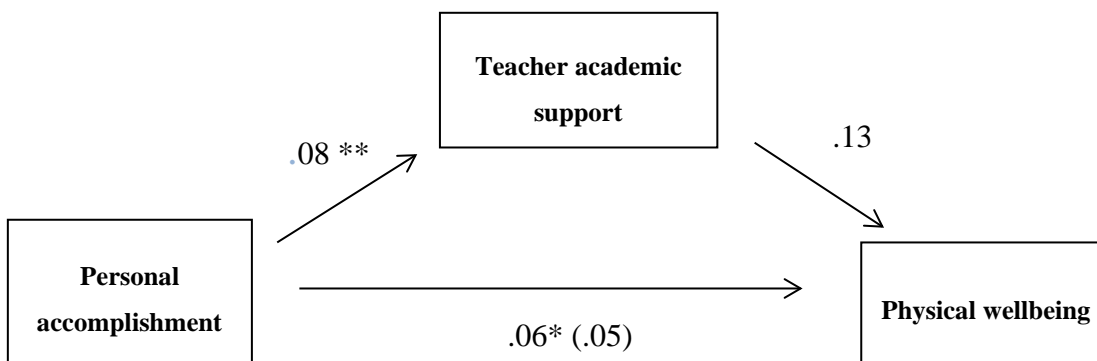 Teacher academic
support
.08 **
.13
Personal
accomplishment
Physical wellbeing
.06* (.05)